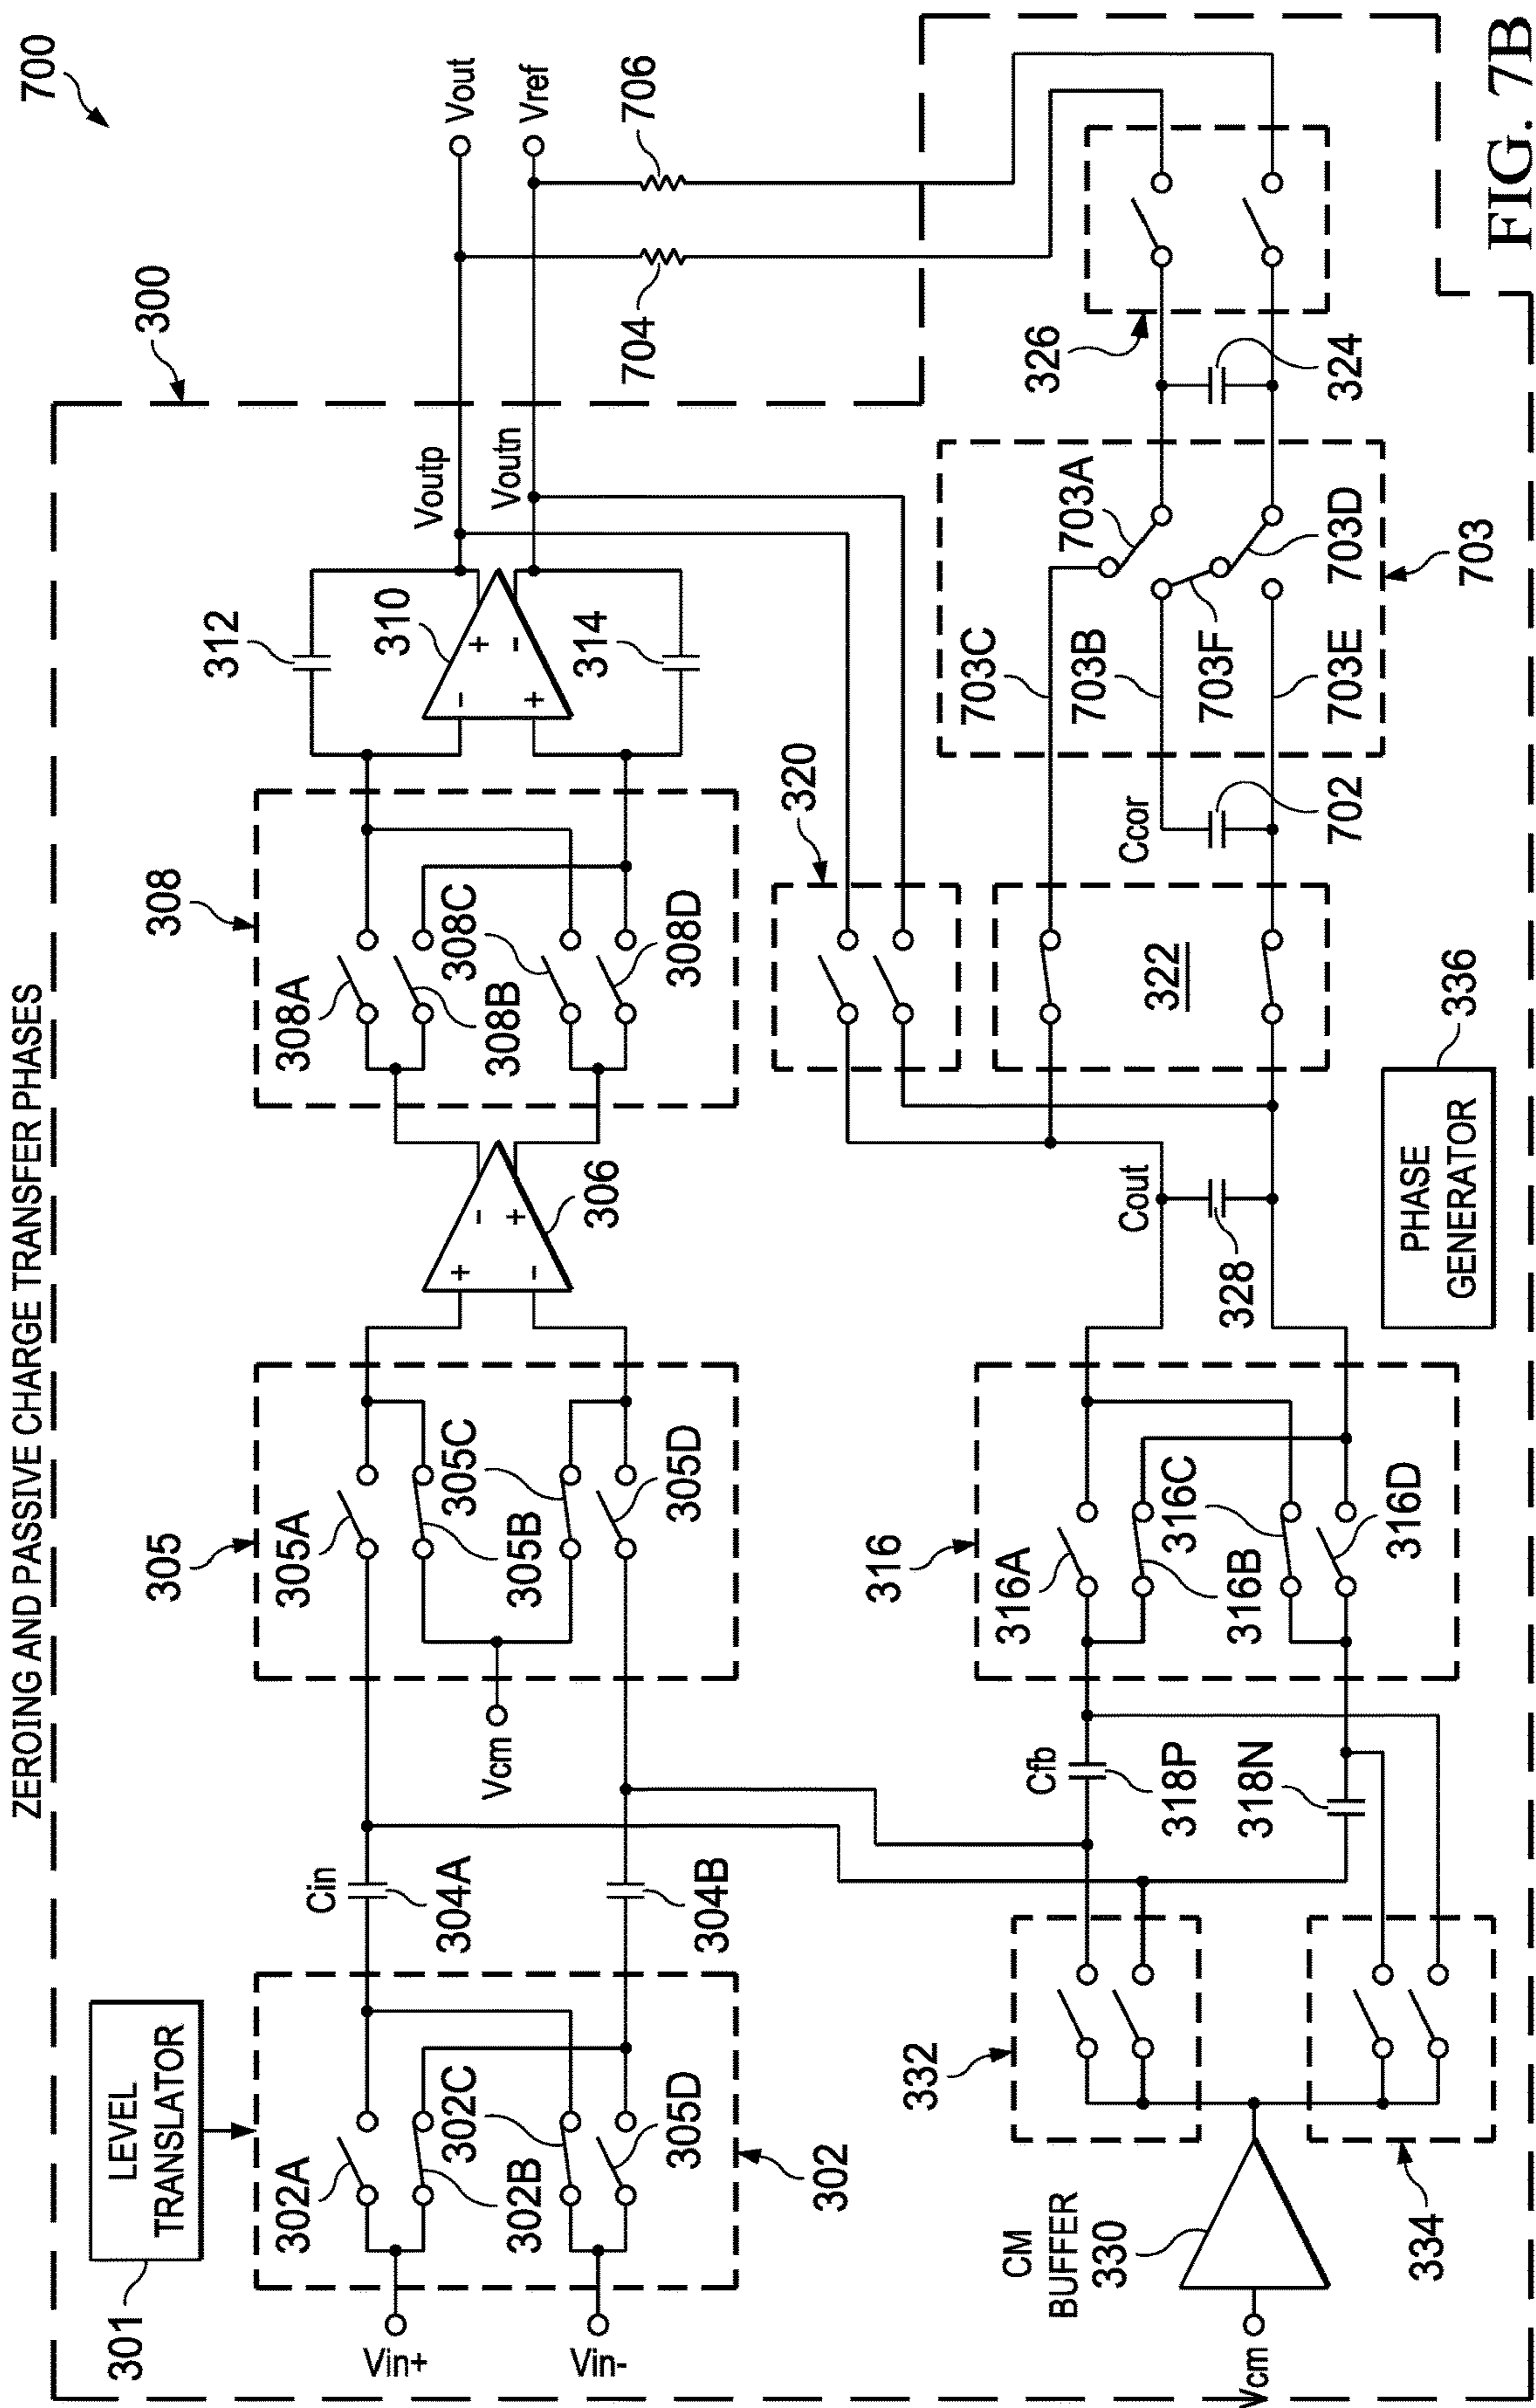 ZEROING AND PASSIVE CHARGE TRANSFER PHASES
700
300
301
LEVEL
TRANSLATOR
302A
302C
302B
305D
302
Vin+
Vin-
Cin
304A
304B
305
305A
305C
305B
305D
Vcm
+
-
-
+
306
308
308A
308C
308B
308D
312
-
+
+
-
310
314
Voutp
Voutn
Vout
Vref
704
706
320
322
CM
BUFFER
330
Vcm
332
334
Cfb
318P
318N
316
316A
316C
316B
316D
Cout
328
Ccor
702
703C
703B
703F
703E
703A
703D
703
326
324
PHASE
GENERATOR
336
FIG. 7B